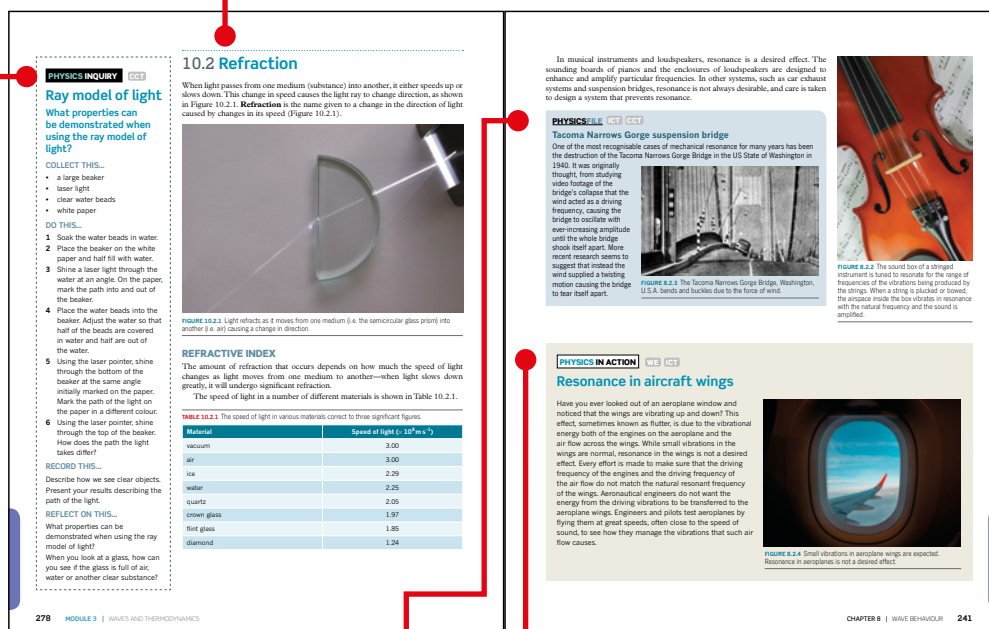 PHYSICS INQUIRY CCT
Ray model of light
What properties can
be demonstrated when
using the ray model of
light?
COLLECT THIS...
• a large beaker
• laser light
• clear water beads
• white paper
DO THIS...
1 Soak the water beads in water.
2 Place the beaker on the white
paper and half fill with water.
3 Shine a laser light through the
water at an angle. On the paper,
mark the path into and out of
the beaker.
4 Place the water beads into the
beaker. Adjust the water so that
half of the beads are covered
in water and half are out of
the water.
5 Using the laser pointer, shine
through the bottom of the
beaker at the same angle
initially marked on the paper.
Mark the path of the light on
the paper in a different colour.
6 Using the laser pointer, shine
through the top of the beaker.
How does the path the light
takes differ?
RECORD THIS...
Describe how we see clear objects.
Present your results describing the
path of the light.
REFLECT ON THIS...
What properties can be
demonstrated when using the ray
model of light?
When you look at a glass, how can
you see if the glass is full of air,
water or another clear substance?
10.2 Refraction
When light passes from one medium (substance) into another, it either speeds up or
slows down. This change in speed causes the light ray to change direction, as shown
in Figure 10.2.1. Refraction is the name given to a change in the direction of light
caused by changes in its speed (Figure 10.2.1).
FIGURE 10.2.1 Light refracts as it moves from one medium (i.e. the semicircular glass prism) into
another (i.e. air) causing a change in direction.
REFRACTIVE INDEX
The amount of refraction that occurs depends on how much the speed of light
changes as light moves from one medium to another—when light slows down
greatly, it will undergo significant refraction.
The speed of light in a number of different materials is shown in Table 10.2.1.
TABLE 10.2.1 The speed of light in various materials correct to three significant figures.
Material Speed of light (× 10⁸ m s⁻¹)
vacuum 3.00
air 3.00
ice 2.29
water 2.25
quartz 2.05
crown glass 1.97
flint glass 1.85
diamond 1.24
278 MODULE 3 | WAVES AND THERMODYNAMICS
In musical instruments and loudspeakers, resonance is a desired effect. The
sounding boards of pianos and the enclosures of loudspeakers are designed to
enhance and amplify particular frequencies. In other systems, such as car exhaust
systems and suspension bridges, resonance is not always desirable, and care is taken
to design a system that prevents resonance.
PHYSICSFILE ICT CCT
Tacoma Narrows Gorge suspension bridge
One of the most recognisable cases of mechanical resonance for many years has been
the destruction of the Tacoma Narrows Gorge Bridge in the US State of Washington in
1940. It was originally
thought, from studying
video footage of the
bridge's collapse that the
wind acted as a driving
frequency, causing the
bridge to oscillate with
ever-increasing amplitude
until the whole bridge
shook itself apart. More
recent research seems to
suggest that instead the
wind supplied a twisting
motion causing the bridge
to tear itself apart.
FIGURE 8.2.3 The Tacoma Narrows Gorge Bridge, Washington,
U.S.A. bends and buckles due to the force of wind.
FIGURE 8.2.2 The sound box of a stringed
instrument is tuned to resonate for the range of
frequencies of the vibrations being produced by
the strings. When a string is plucked or bowed,
the airspace inside the box vibrates in resonance
with the natural frequency and the sound is
amplified.
PHYSICS IN ACTION WE ICT
Resonance in aircraft wings
Have you ever looked out of an aeroplane window and
noticed that the wings are vibrating up and down? This
effect, sometimes known as flutter, is due to the vibrational
energy both of the engines on the aeroplane and the
air flow across the wings. While small vibrations in the
wings are normal, resonance in the wings is not a desired
effect. Every effort is made to make sure that the driving
frequency of the engines and the driving frequency of
the air flow do not match the natural resonant frequency
of the wings. Aeronautical engineers do not want the
energy from the driving vibrations to be transferred to the
aeroplane wings. Engineers and pilots test aeroplanes by
flying them at great speeds, often close to the speed of
sound, to see how they manage the vibrations that such air
flow causes.
FIGURE 8.2.4 Small vibrations in aeroplane wings are expected.
Resonance in aeroplanes is not a desired effect.
CHAPTER 8 | WAVE BEHAVIOUR 241